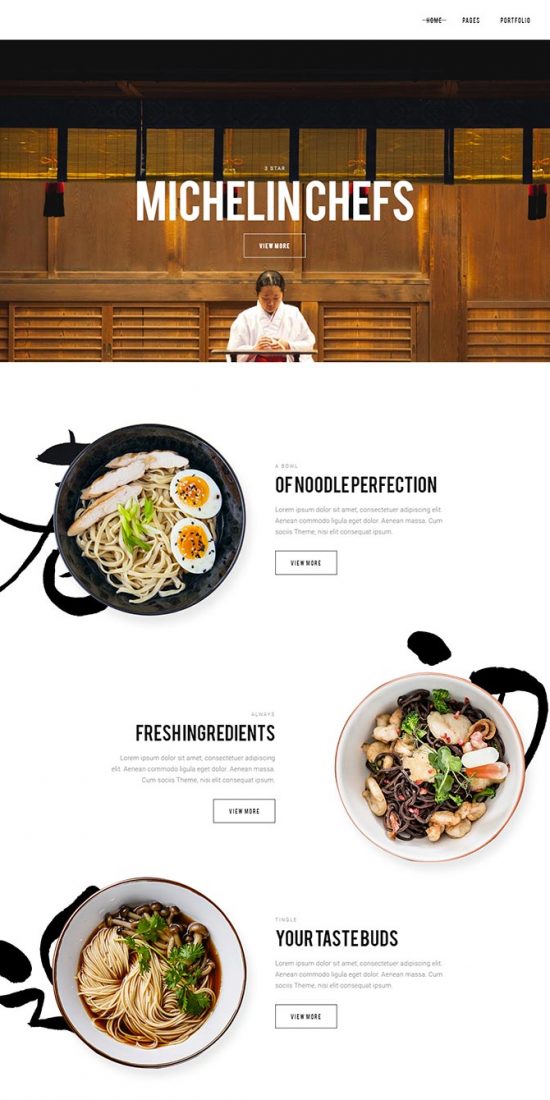 HOME PAGES PORTFOLIO
3 STAR
MICHELIN CHEFS
VIEW MORE
A BOWL
OF NOODLE PERFECTION
Lorem ipsum dolor sit amet, consectetuer adipiscing elit.
Aenean commodo ligula eget dolor. Aenean massa.
Cum sociis Theme, nisi elit consequat ipsum.
VIEW MORE
ALWAYS
FRESH INGREDIENTS
Lorem ipsum dolor sit amet, consectetuer adipiscing
elit. Aenean commodo ligula eget dolor. Aenean massa.
Cum sociis Theme, nisi elit consequat ipsum.
VIEW MORE
TINGLE
YOUR TASTE BUDS
Lorem ipsum dolor sit amet, consectetuer adipiscing elit.
Aenean commodo ligula eget dolor. Aenean massa.
Cum sociis Theme, nisi elit consequat ipsum.
VIEW MORE